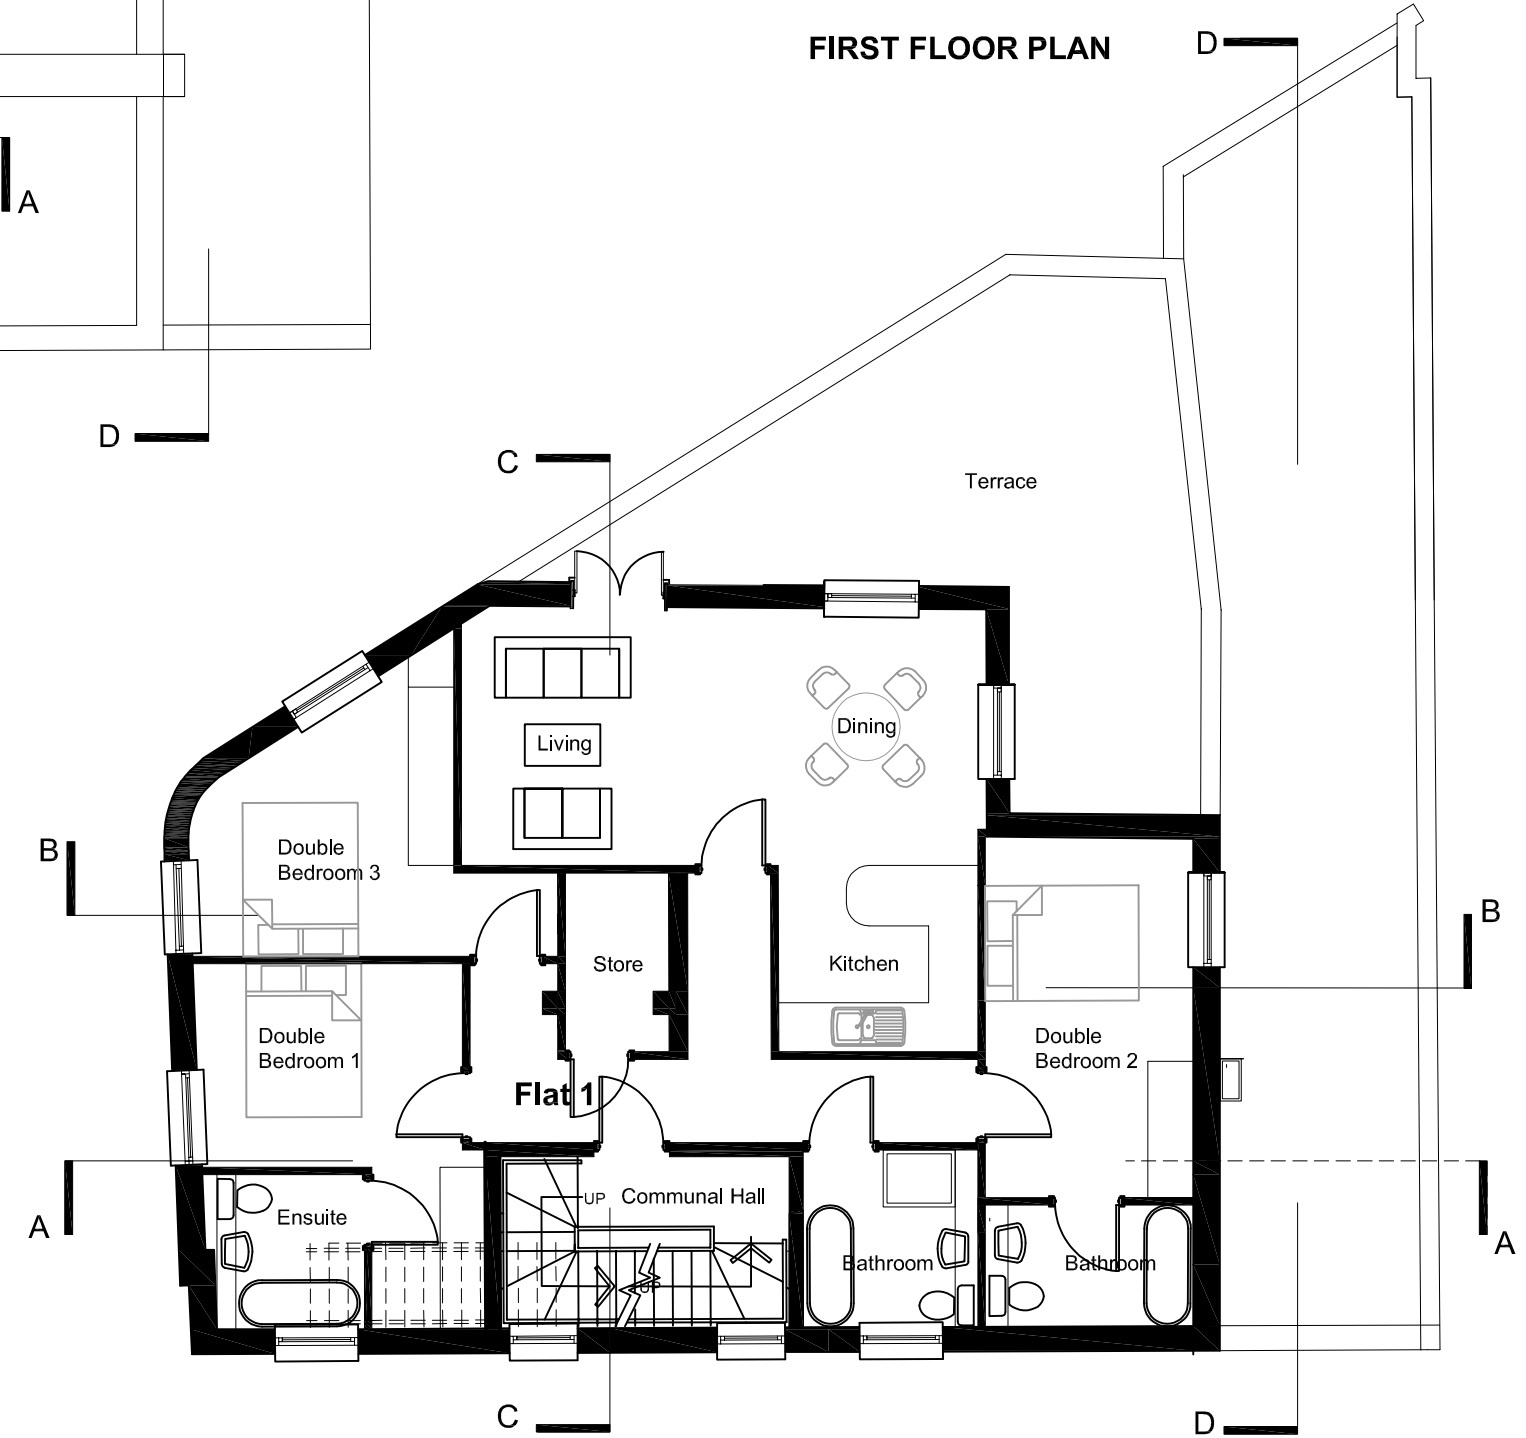 FIRST FLOOR PLAN
D
A
D
C
Terrace
Living
Dining
B
Double
Bedroom 3
B
Store
Kitchen
Double
Bedroom 1
Double
Bedroom 2
Flat 1
A
UP
Communal Hall
Ensuite
A
Bathroom
Bathroom
UP
C
D